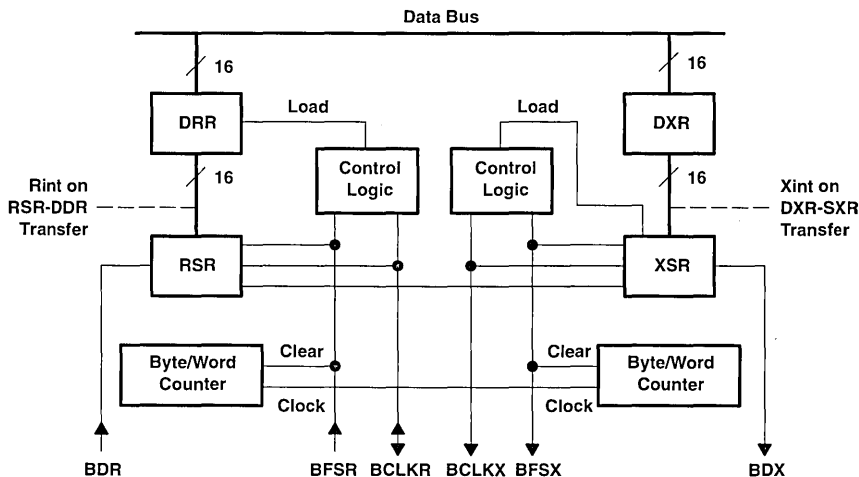 Data Bus
16
16
DRR
Load
Load
DXR
Control
Logic
Control
Logic
16
16
Rint on
RSR-DDR
Transfer
Xint on
DXR-SXR
Transfer
RSR
XSR
Byte/Word
Counter
Clear
Clear
Byte/Word
Counter
Clock
Clock
BDR
BFSR
BCLKR
BCLKX
BFSX
BDX